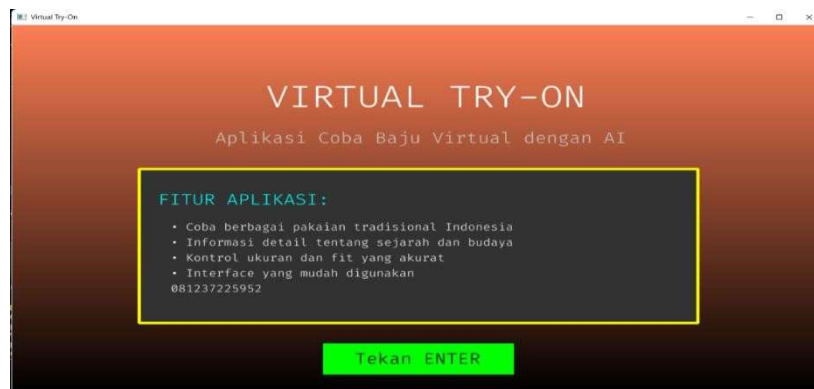 Virtual Try-On
VIRTUAL TRY-ON
Aplikasi Coba Baju Virtual dengan AI
FITUR APLIKASI:
• Coba berbagai pakaian tradisional Indonesia
• Informasi detail tentang sejarah dan budaya
• Kontrol ukuran dan fit yang akurat
• Interface yang mudah digunakan
081237225952
Tekan ENTER